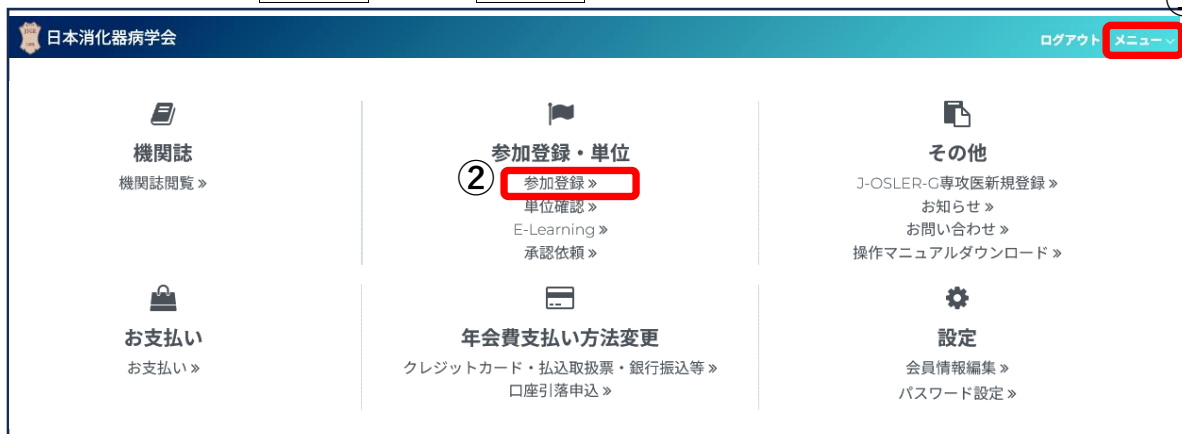 日本消化器病学会
ログアウト メニュー
機関誌
機関誌閲覧 »
参加登録・単位
② 参加登録 »
単位確認 »
E-Learning »
承認依頼 »
その他
J-OSLER-G専攻医新規登録 »
お知らせ »
お問い合わせ »
操作マニュアルダウンロード »
お支払い
お支払い »
年会費支払い方法変更
クレジットカード・払込取扱票・銀行振込等 »
口座引落申込 »
設定
会員情報編集 »
パスワード設定 »